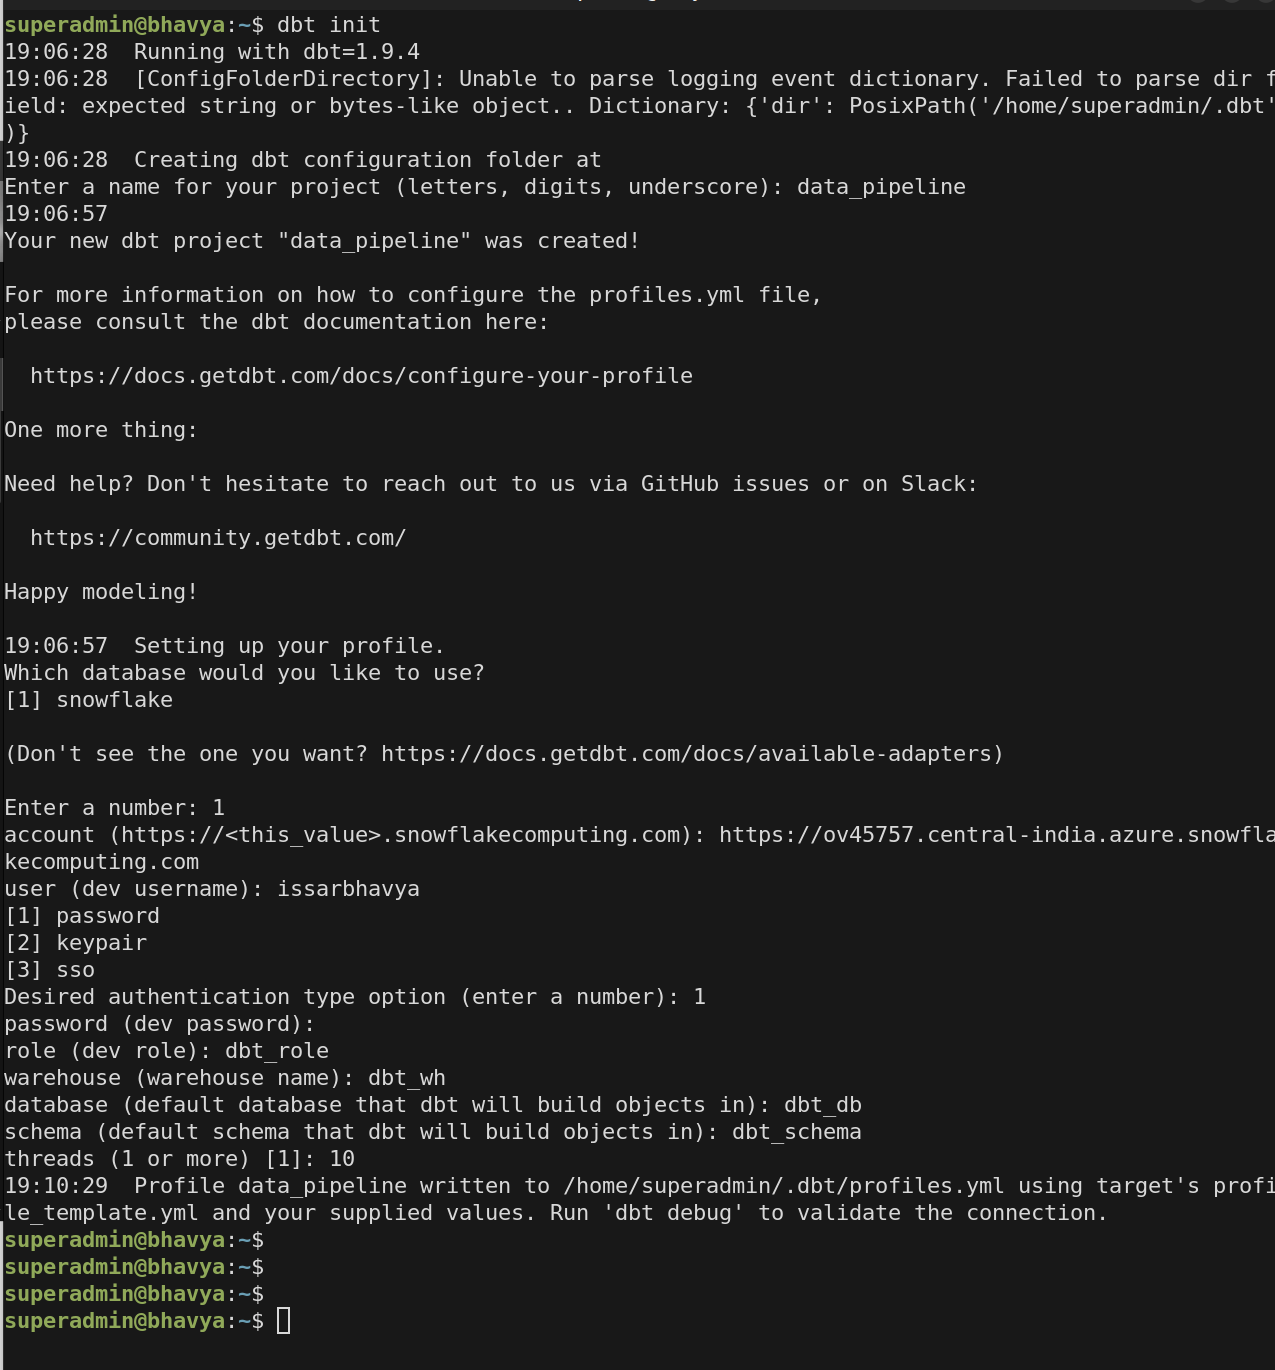 superadmin@bhavya:~$ dbt init
19:06:28  Running with dbt=1.9.4
19:06:28  [ConfigFolderDirectory]: Unable to parse logging event dictionary. Failed to parse dir f
ield: expected string or bytes-like object.. Dictionary: {'dir': PosixPath('/home/superadmin/.dbt'
)}
19:06:28  Creating dbt configuration folder at
Enter a name for your project (letters, digits, underscore): data_pipeline
19:06:57
Your new dbt project "data_pipeline" was created!
For more information on how to configure the profiles.yml file,
please consult the dbt documentation here:
  https://docs.getdbt.com/docs/configure-your-profile
One more thing:
Need help? Don't hesitate to reach out to us via GitHub issues or on Slack:
  https://community.getdbt.com/
Happy modeling!
19:06:57  Setting up your profile.
Which database would you like to use?
[1] snowflake
(Don't see the one you want? https://docs.getdbt.com/docs/available-adapters)
Enter a number: 1
account (https://<this_value>.snowflakecomputing.com): https://ov45757.central-india.azure.snowfla
kecomputing.com
user (dev username): issarbhavya
[1] password
[2] keypair
[3] sso
Desired authentication type option (enter a number): 1
password (dev password):
role (dev role): dbt_role
warehouse (warehouse name): dbt_wh
database (default database that dbt will build objects in): dbt_db
schema (default schema that dbt will build objects in): dbt_schema
threads (1 or more) [1]: 10
19:10:29  Profile data_pipeline written to /home/superadmin/.dbt/profiles.yml using target's profi
le_template.yml and your supplied values. Run 'dbt debug' to validate the connection.
superadmin@bhavya:~$
superadmin@bhavya:~$
superadmin@bhavya:~$
superadmin@bhavya:~$